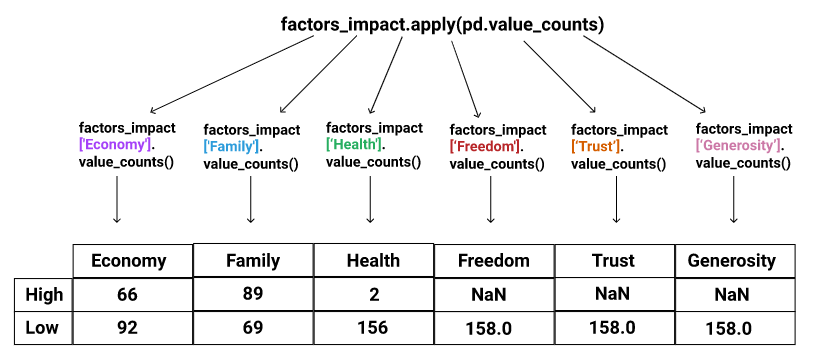 factors_impact.apply(pd.value_counts)
factors_impact
['Economy'].
value_counts()
factors_impact
['Family'].
value_counts()
factors_impact
['Health'].
value_counts()
factors_impact
['Freedom'].
value_counts()
factors_impact
['Trust'].
value_counts()
factors_impact
['Generosity'].
value_counts()
Economy Family Health Freedom Trust Generosity
High 66 89 2 NaN NaN NaN
Low 92 69 156 158.0 158.0 158.0